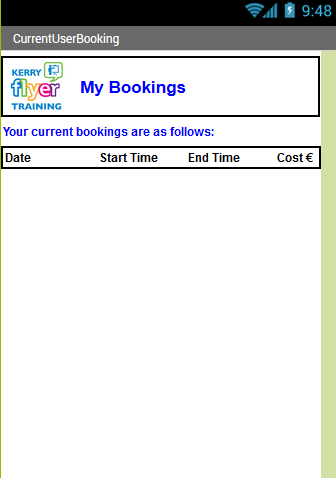 9:48
CurrentUserBooking
KERRY
flyer
TRAINING
My Bookings
Your current bookings are as follows:
Date Start Time End Time Cost €